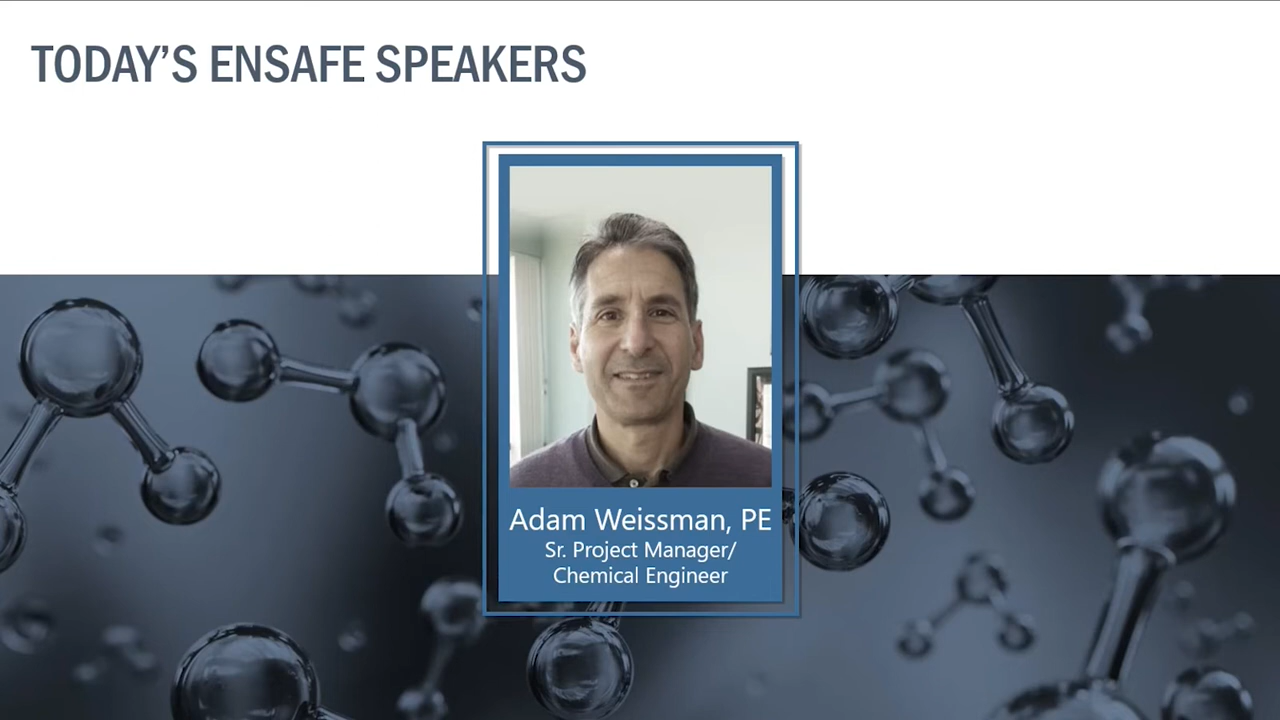 TODAY’S ENSAFE SPEAKERS
Adam Weissman, PE
Sr. Project Manager/
Chemical Engineer